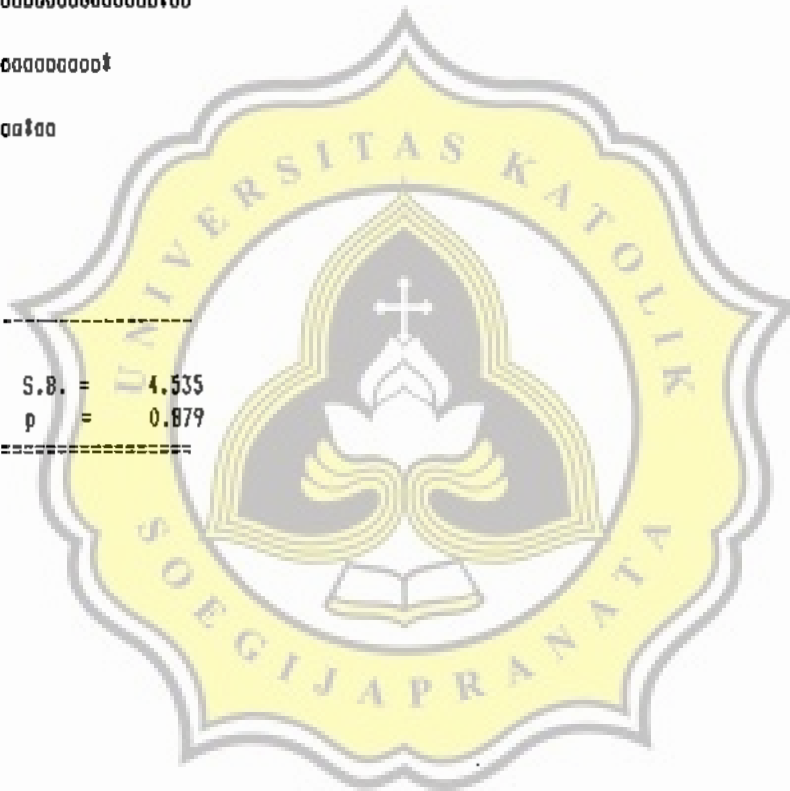 UNIVERSITAS KATOLIK
S.B. = 4.535
p = 0.879
SOEGIJAPRANATA